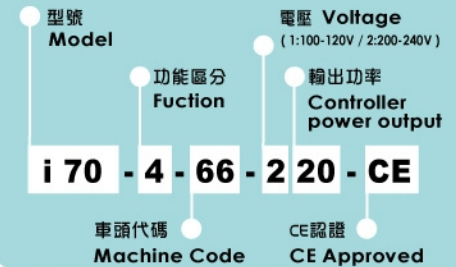 型號
Model
電壓 Voltage
( 1:100-120V / 2:200-240V )
功能區分
Fuction
輸出功率
Controller
power output
i 70 - 4 - 66 - 2 20 - CE
車頭代碼
Machine Code
CE認證
CE Approved